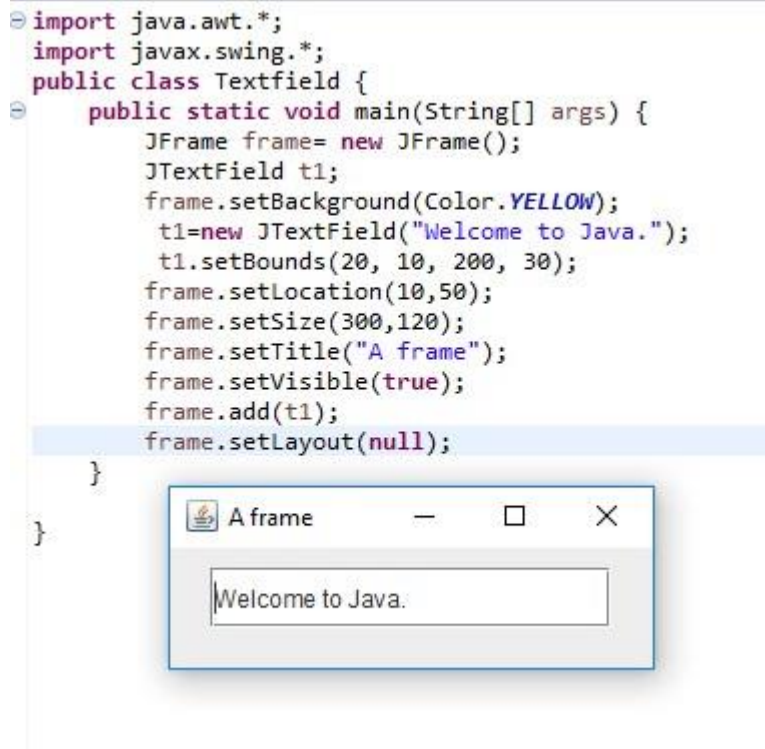 import java.awt.*;
import javax.swing.*;
public class Textfield {
    public static void main(String[] args) {
        JFrame frame= new JFrame();
        JTextField t1;
        frame.setBackground(Color.YELLOW);
         t1=new JTextField("Welcome to Java.");
         t1.setBounds(20, 10, 200, 30);
        frame.setLocation(10,50);
        frame.setSize(300,120);
        frame.setTitle("A frame");
        frame.setVisible(true);
        frame.add(t1);
        frame.setLayout(null);
    }
}
A frame
Welcome to Java.